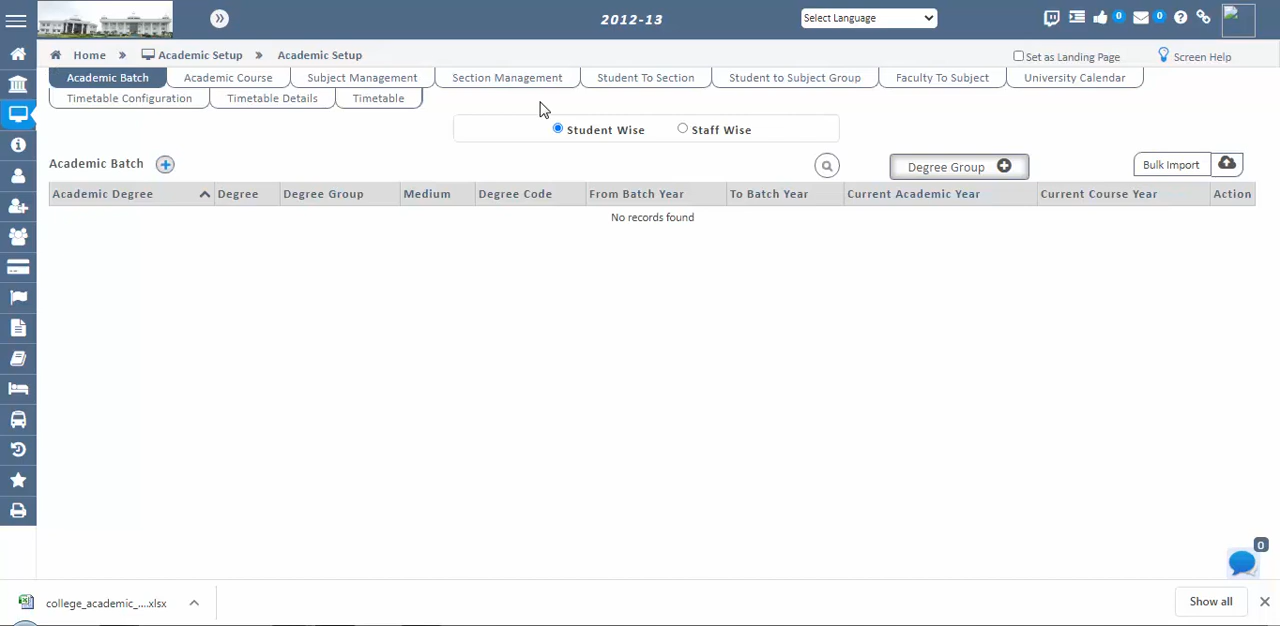 2012-13
Select Language
0
0
Home » Academic Setup » Academic Setup
Set as Landing Page
Screen Help
Academic Batch
Academic Course
Subject Management
Section Management
Student To Section
Student to Subject Group
Faculty To Subject
University Calendar
Timetable Configuration
Timetable Details
Timetable
Student Wise
Staff Wise
Academic Batch
Degree Group
Bulk Import
Academic Degree
Degree
Degree Group
Medium
Degree Code
From Batch Year
To Batch Year
Current Academic Year
Current Course Year
Action
No records found
0
college_academic_....xlsx
Show all